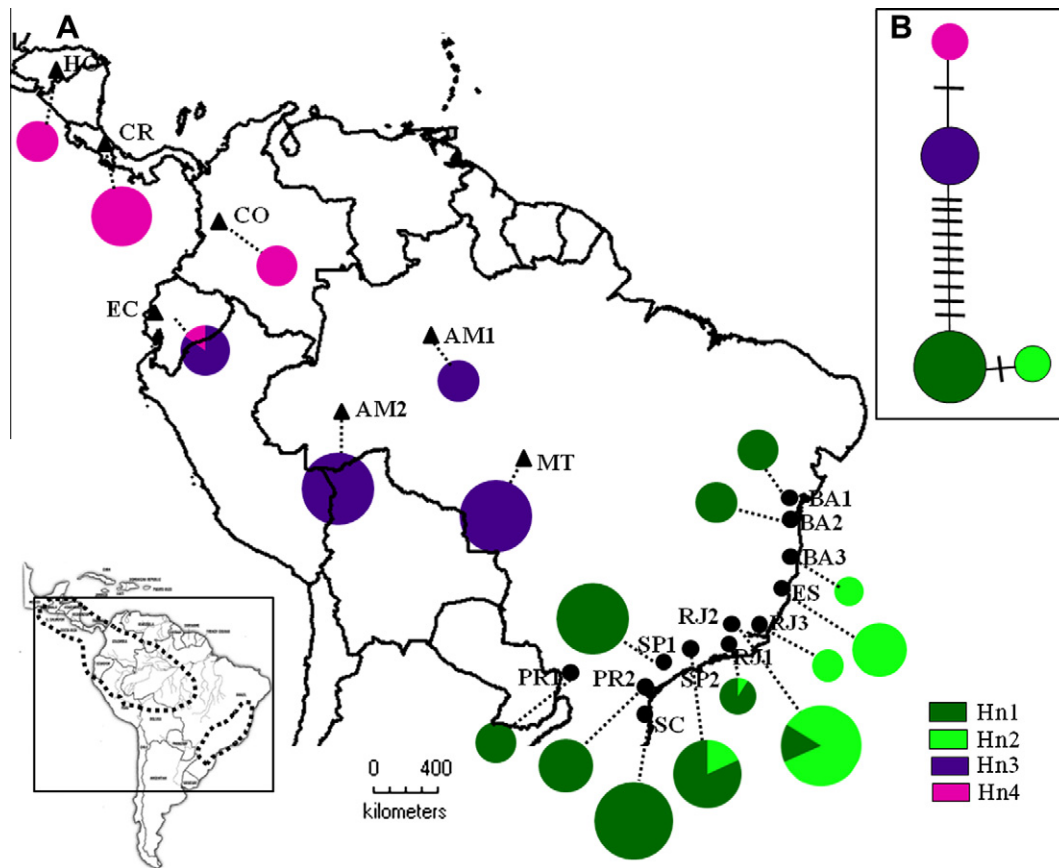 A
B
HO
CR
CO
EC
AM1
AM2
MT
BA1
BA2
BA3
ES
RJ2
RJ3
SP1
RJ1
PR1
PR2
SP2
SC
Hn1
Hn2
Hn3
Hn4
0 400
kilometers